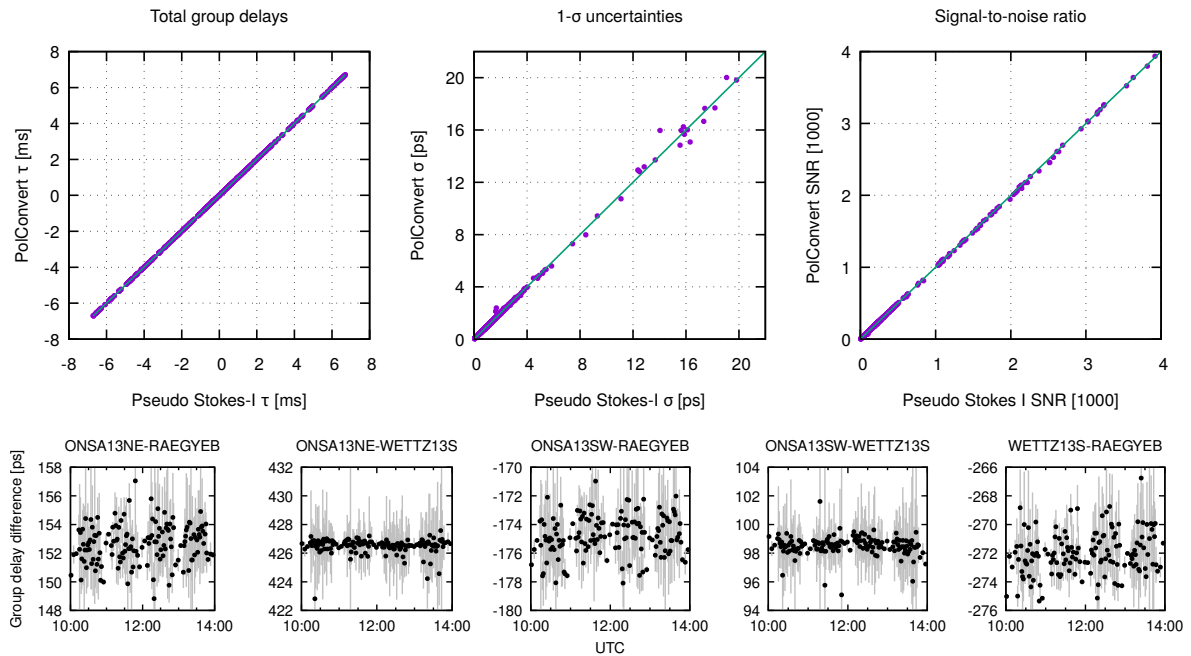 Total group delays
1-σ uncertainties
Signal-to-noise ratio
PolConvert τ [ms]
8
6
4
2
0
-2
-4
-6
-8
-8 -6 -4 -2 0 2 4 6 8
Pseudo Stokes-I τ [ms]
PolConvert σ [ps]
20
16
12
8
4
0
0 4 8 12 16 20
Pseudo Stokes-I σ [ps]
PolConvert SNR [1000]
4
3
2
1
0
0 1 2 3 4
Pseudo Stokes I SNR [1000]
Group delay difference [ps]
ONSA13NE-RAEGYEB
158
156
154
152
150
148
10:00 12:00 14:00
ONSA13NE-WETTZ13S
432
430
428
426
424
422
10:00 12:00 14:00
ONSA13SW-RAEGYEB
-170
-172
-174
-176
-178
-180
10:00 12:00 14:00
ONSA13SW-WETTZ13S
104
102
100
98
96
94
10:00 12:00 14:00
WETTZ13S-RAEGYEB
-266
-268
-270
-272
-274
-276
10:00 12:00 14:00
UTC